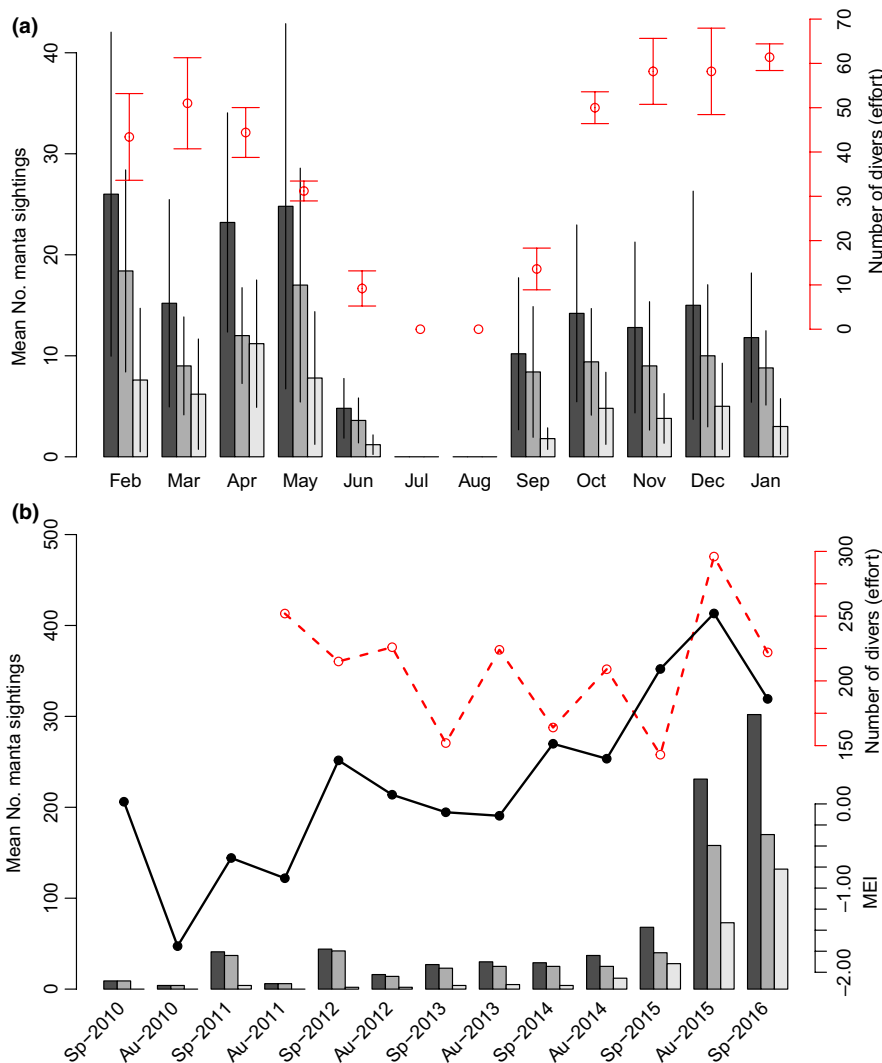 (a)
Mean No. manta sightings
0 10 20 30 40
Number of divers (effort)
0 10 20 30 40 50 60 70
Feb Mar Apr May Jun Jul Aug Sep Oct Nov Dec Jan
(b)
Mean No. manta sightings
0 100 200 300 400 500
Number of divers (effort)
150 200 250 300
MEI
−2.00 −1.00 0.00
Sp−2010 Au−2010 Sp−2011 Au−2011 Sp−2012 Au−2012 Sp−2013 Au−2013 Sp−2014 Au−2014 Sp−2015 Au−2015 Sp−2016